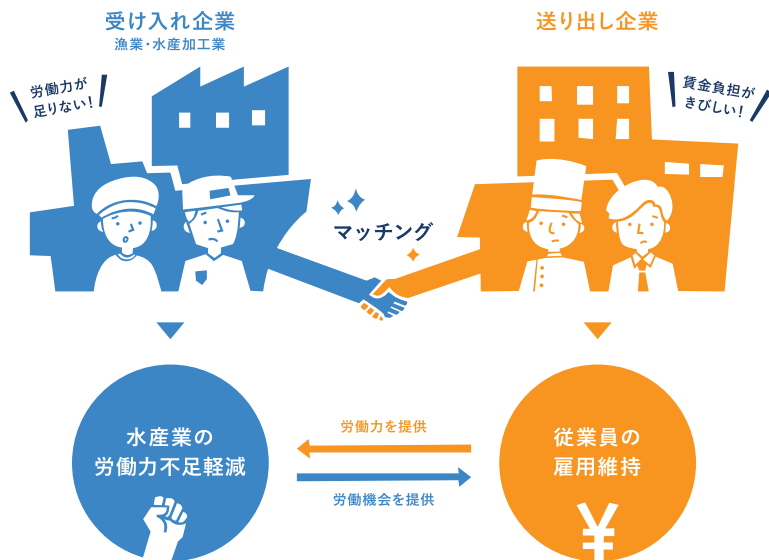 受け入れ企業
漁業・水産加工業
送り出し企業
労働力が
足りない！
賃金負担が
きびしい！
マッチング
水産業の
労働力不足軽減
労働力を提供
労働機会を提供
従業員の
雇用維持
¥